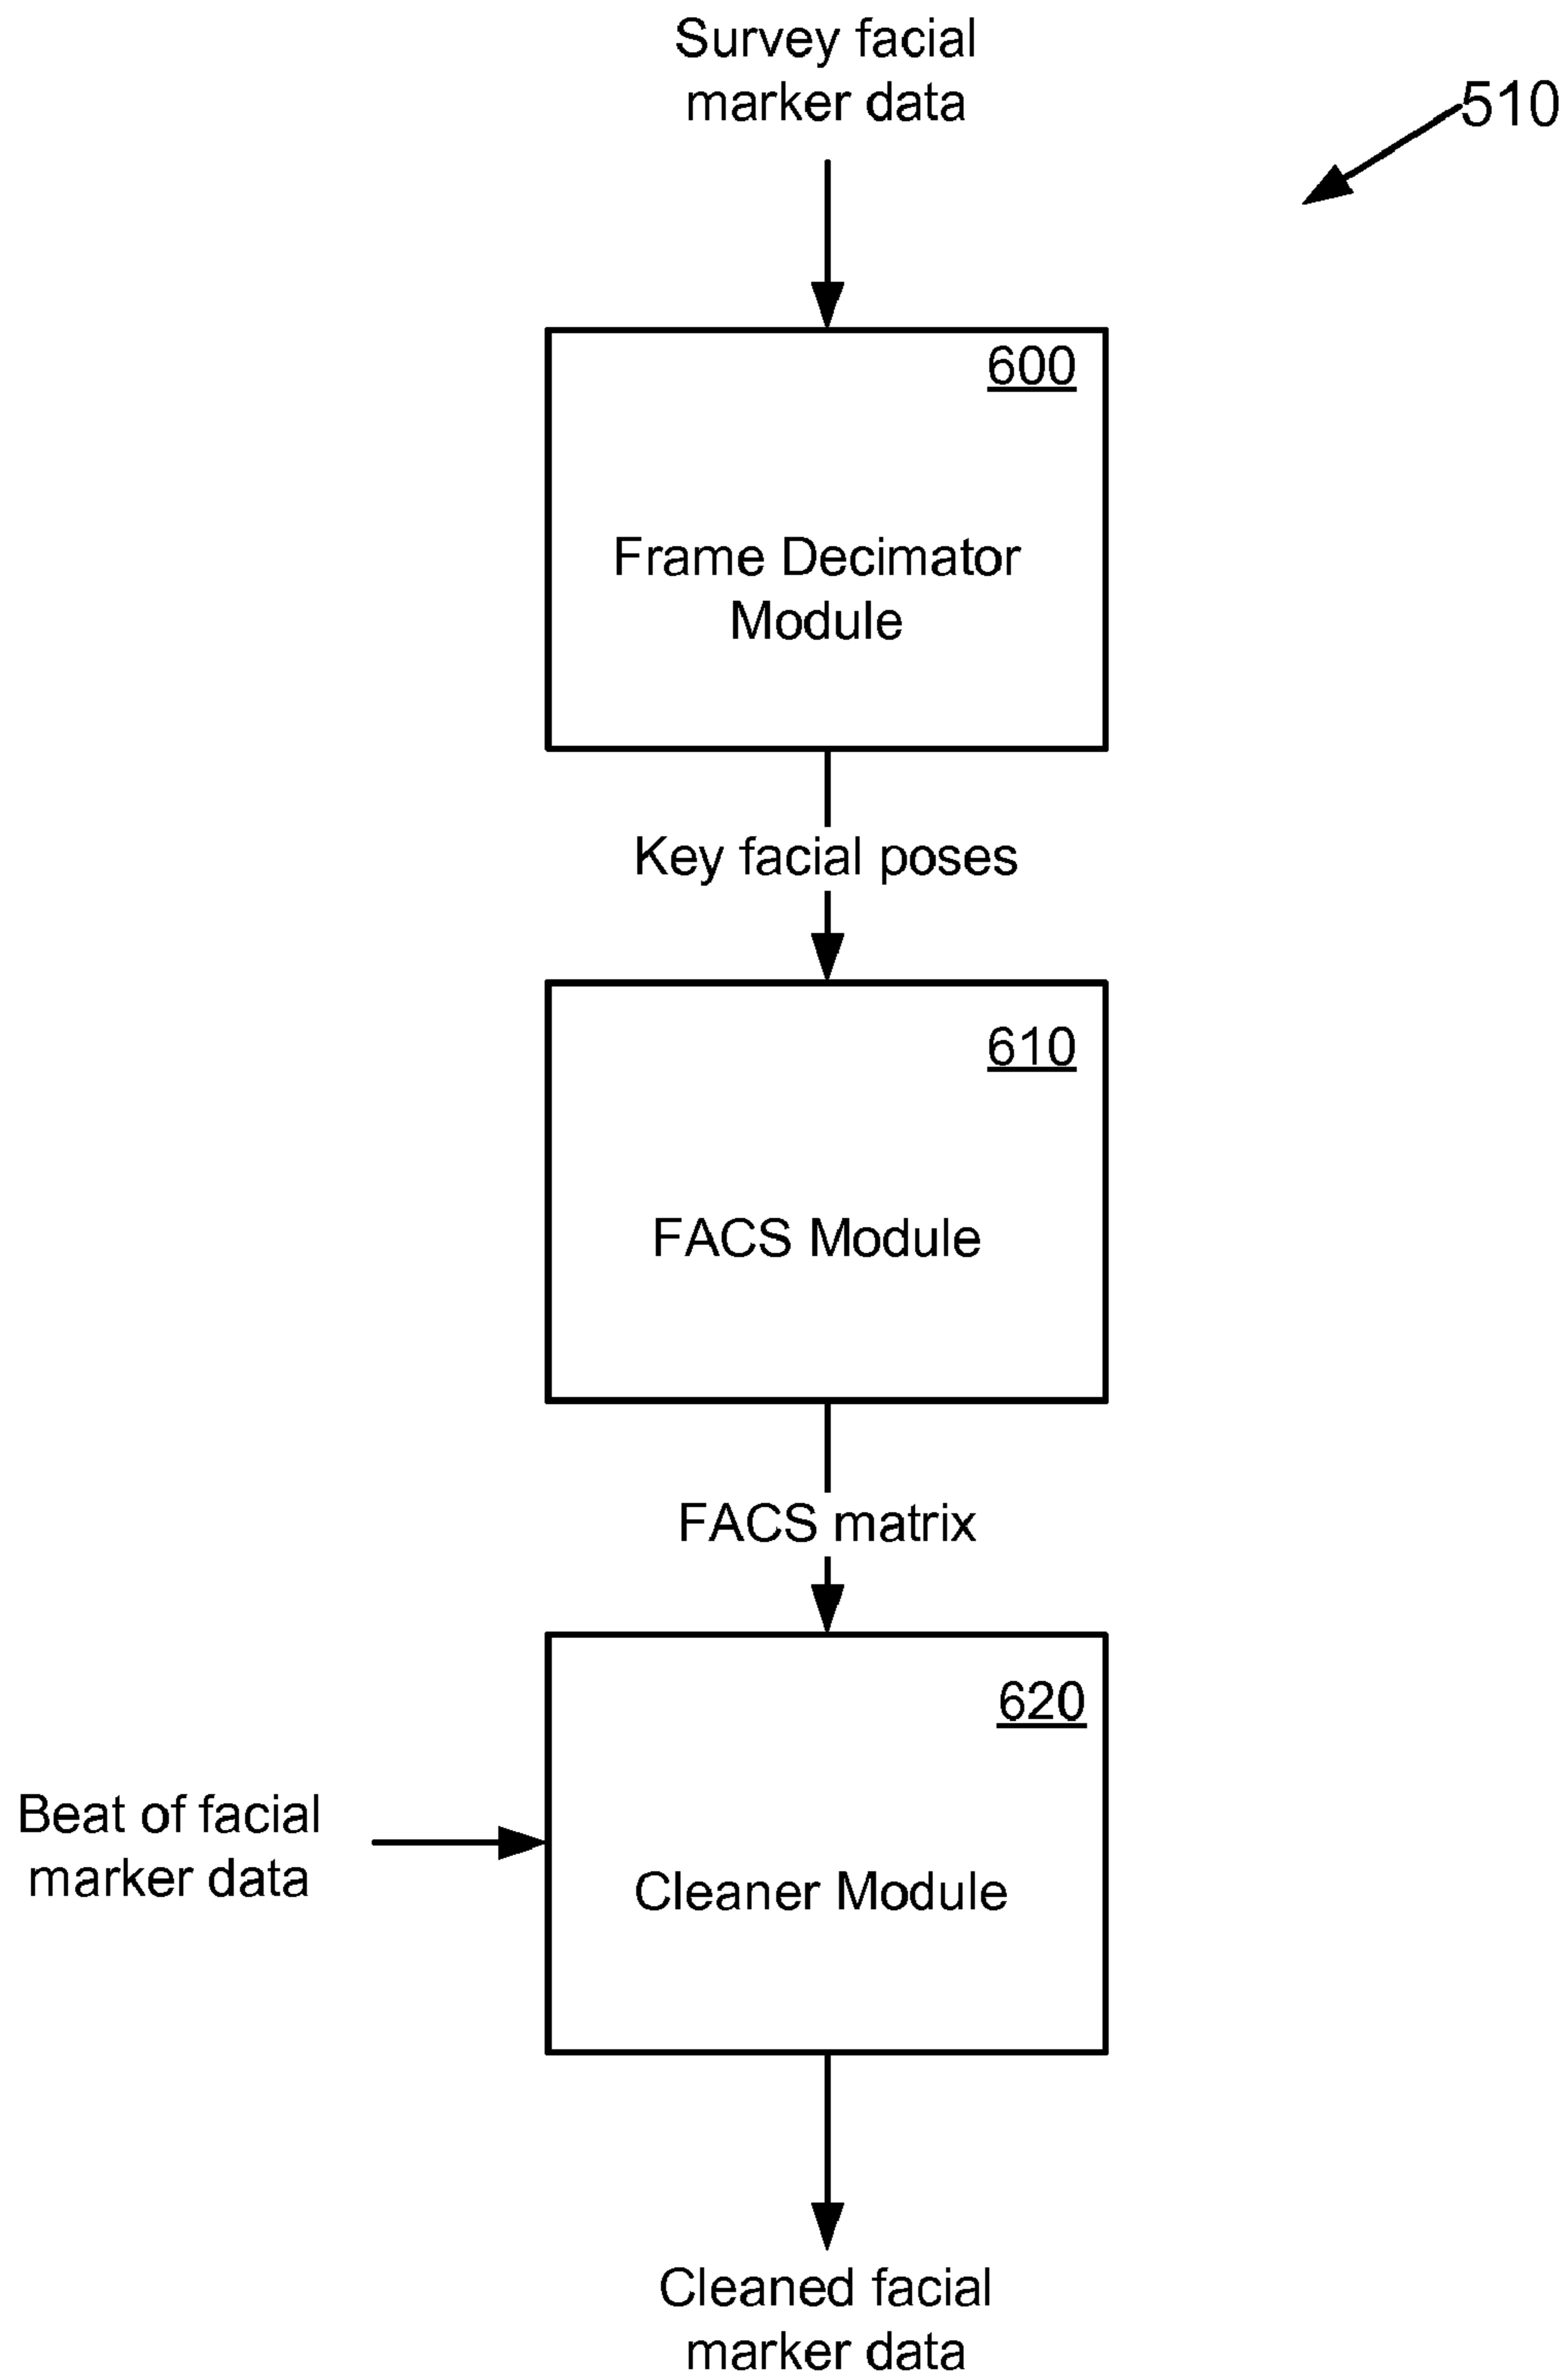 Survey facial
marker data
510
600
Frame Decimator
Module
Key facial poses
610
FACS Module
FACS matrix
620
Beat of facial
marker data
Cleaner Module
Cleaned facial
marker data